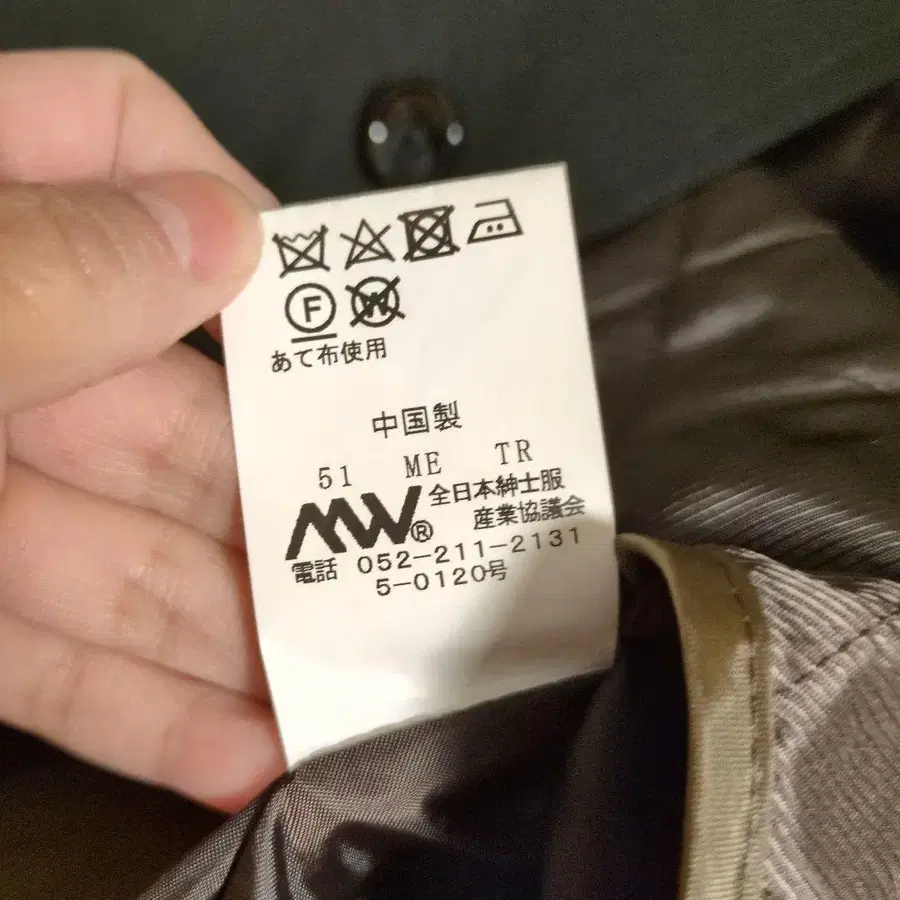 F W
あて布使用
中国製
51 ME TR
MW® 全日本紳士服
産業協議会
電話 052-211-2131
5-0120号